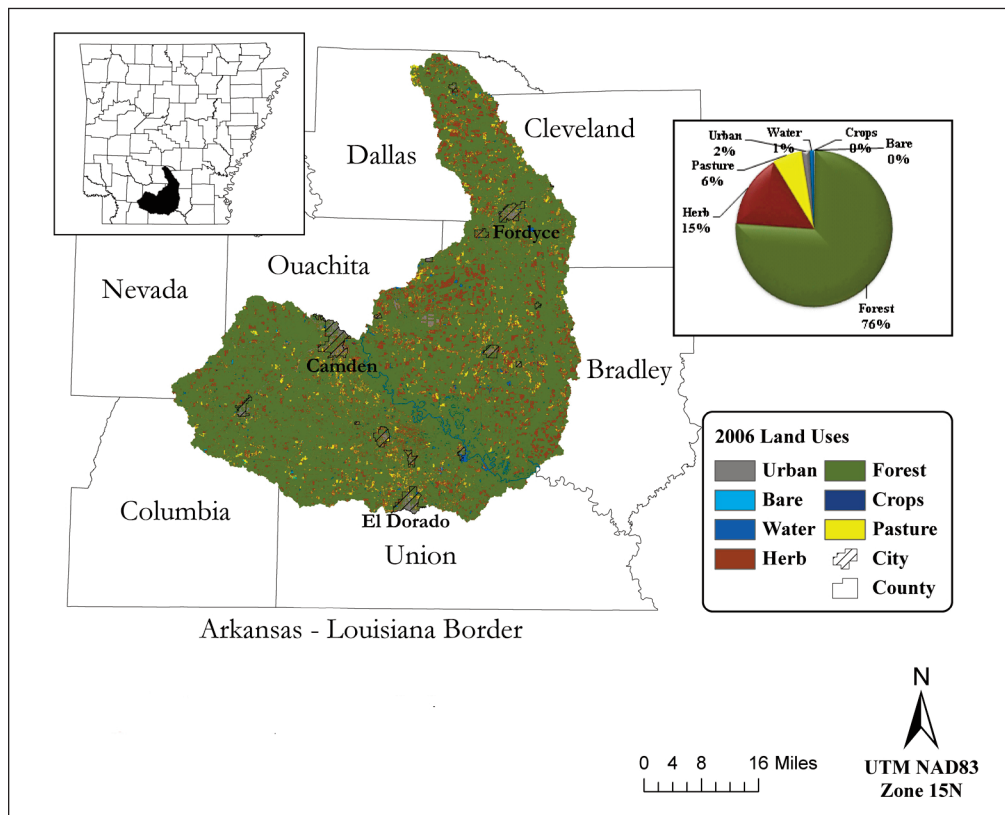 Cleveland
Dallas
Fordyce
Ouachita
Nevada
Camden
Bradley
Columbia
El Dorado
Union
Arkansas - Louisiana Border
Urban
2%
Water
1%
Crops
0%
Bare
0%
Pasture
6%
Herb
15%
Forest
76%
2006 Land Uses
Urban
Forest
Bare
Crops
Water
Pasture
Herb
City
County
N
0 4 8 16 Miles
UTM NAD83
Zone 15N